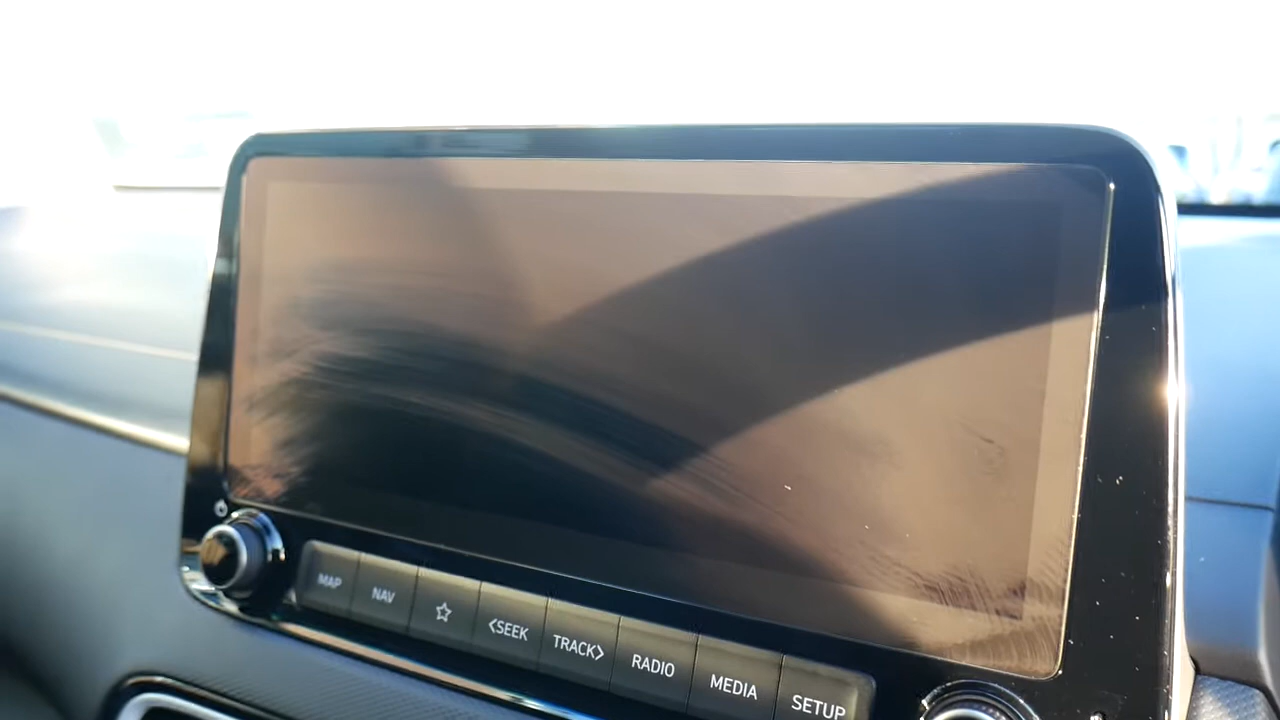 MAP
NAV
☆
<SEEK
TRACK>
RADIO
MEDIA
SETUP